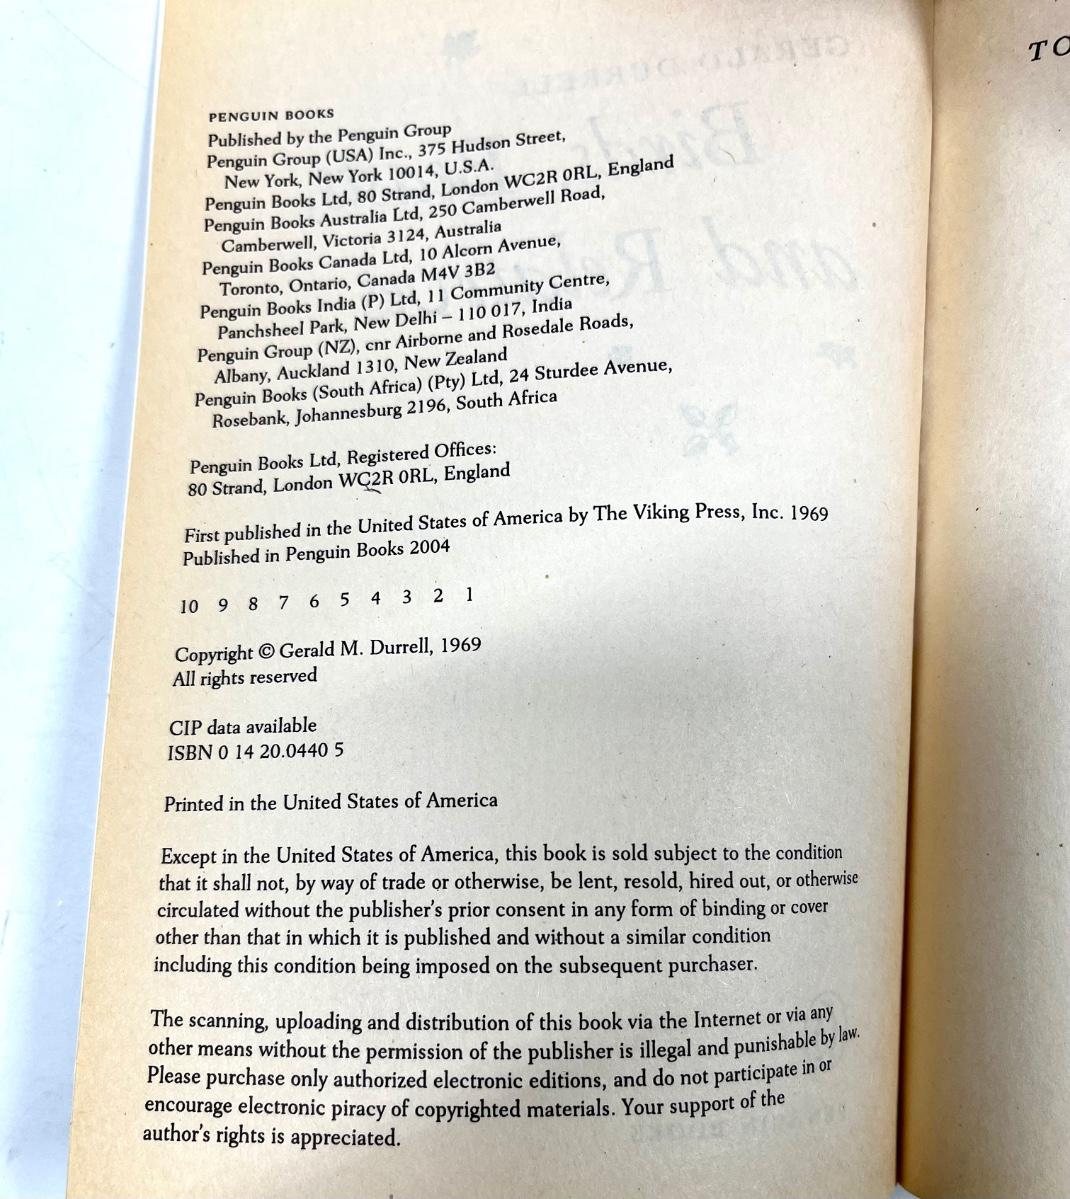 PENGUIN BOOKS
Published by the Penguin Group
Penguin Group (USA) Inc., 375 Hudson Street,
New York, New York 10014, U.S.A.
Penguin Books Ltd, 80 Strand, London WC2R 0RL, England
Penguin Books Australia Ltd, 250 Camberwell Road,
Camberwell, Victoria 3124, Australia
Penguin Books Canada Ltd, 10 Alcorn Avenue,
Toronto, Ontario, Canada M4V 3B2
Penguin Books India (P) Ltd, 11 Community Centre,
Panchsheel Park, New Delhi – 110 017, India
Penguin Group (NZ), cnr Airborne and Rosedale Roads,
Albany, Auckland 1310, New Zealand
Penguin Books (South Africa) (Pty) Ltd, 24 Sturdee Avenue,
Rosebank, Johannesburg 2196, South Africa
Penguin Books Ltd, Registered Offices:
80 Strand, London WC2R 0RL, England
First published in the United States of America by The Viking Press, Inc. 1969
Published in Penguin Books 2004
10 9 8 7 6 5 4 3 2 1
Copyright © Gerald M. Durrell, 1969
All rights reserved
CIP data available
ISBN 0 14 20.0440 5
Printed in the United States of America
Except in the United States of America, this book is sold subject to the condition
that it shall not, by way of trade or otherwise, be lent, resold, hired out, or otherwise
circulated without the publisher's prior consent in any form of binding or cover
other than that in which it is published and without a similar condition
including this condition being imposed on the subsequent purchaser.
The scanning, uploading and distribution of this book via the Internet or via any
other means without the permission of the publisher is illegal and punishable by law.
Please purchase only authorized electronic editions, and do not participate in or
encourage electronic piracy of copyrighted materials. Your support of the
author's rights is appreciated.
TO